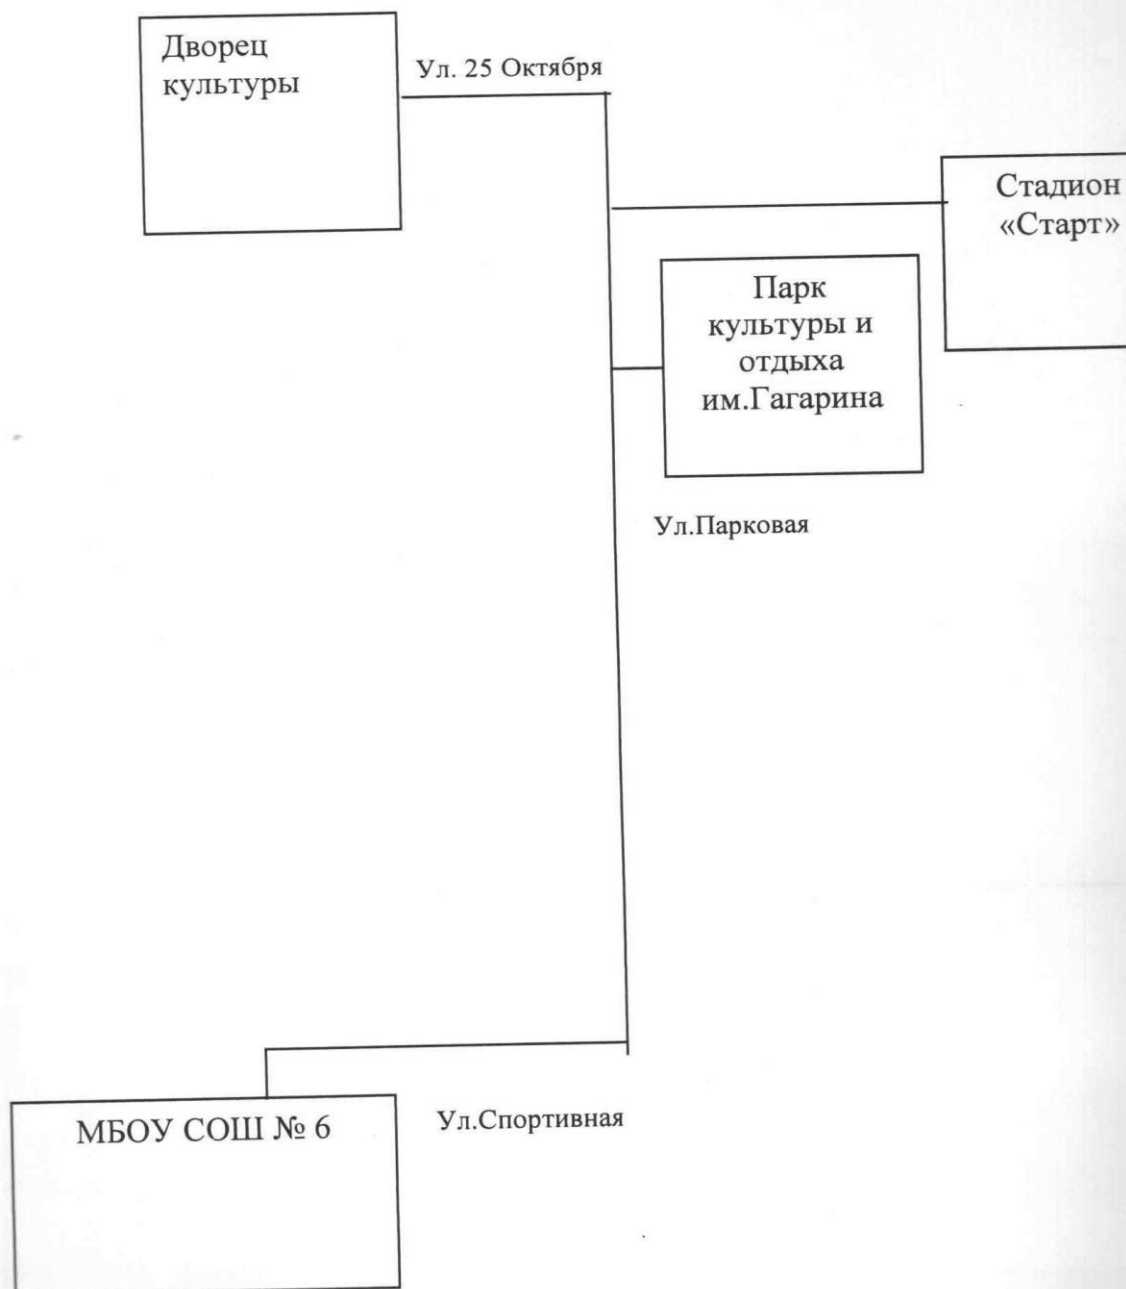 Дворец
культуры
Ул. 25 Октября
Стадион
«Старт»
Парк
культуры и
отдыха
им.Гагарина
Ул.Парковая
МБОУ СОШ № 6
Ул.Спортивная